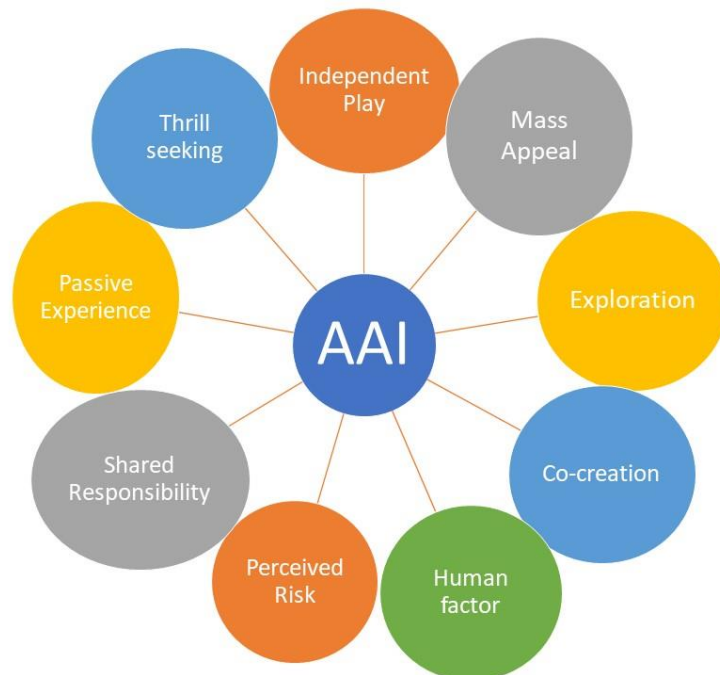 Independent
Play
Mass
Appeal
Exploration
Co-creation
Human
factor
Perceived
Risk
Shared
Responsibility
Passive
Experience
Thrill
seeking
AAI